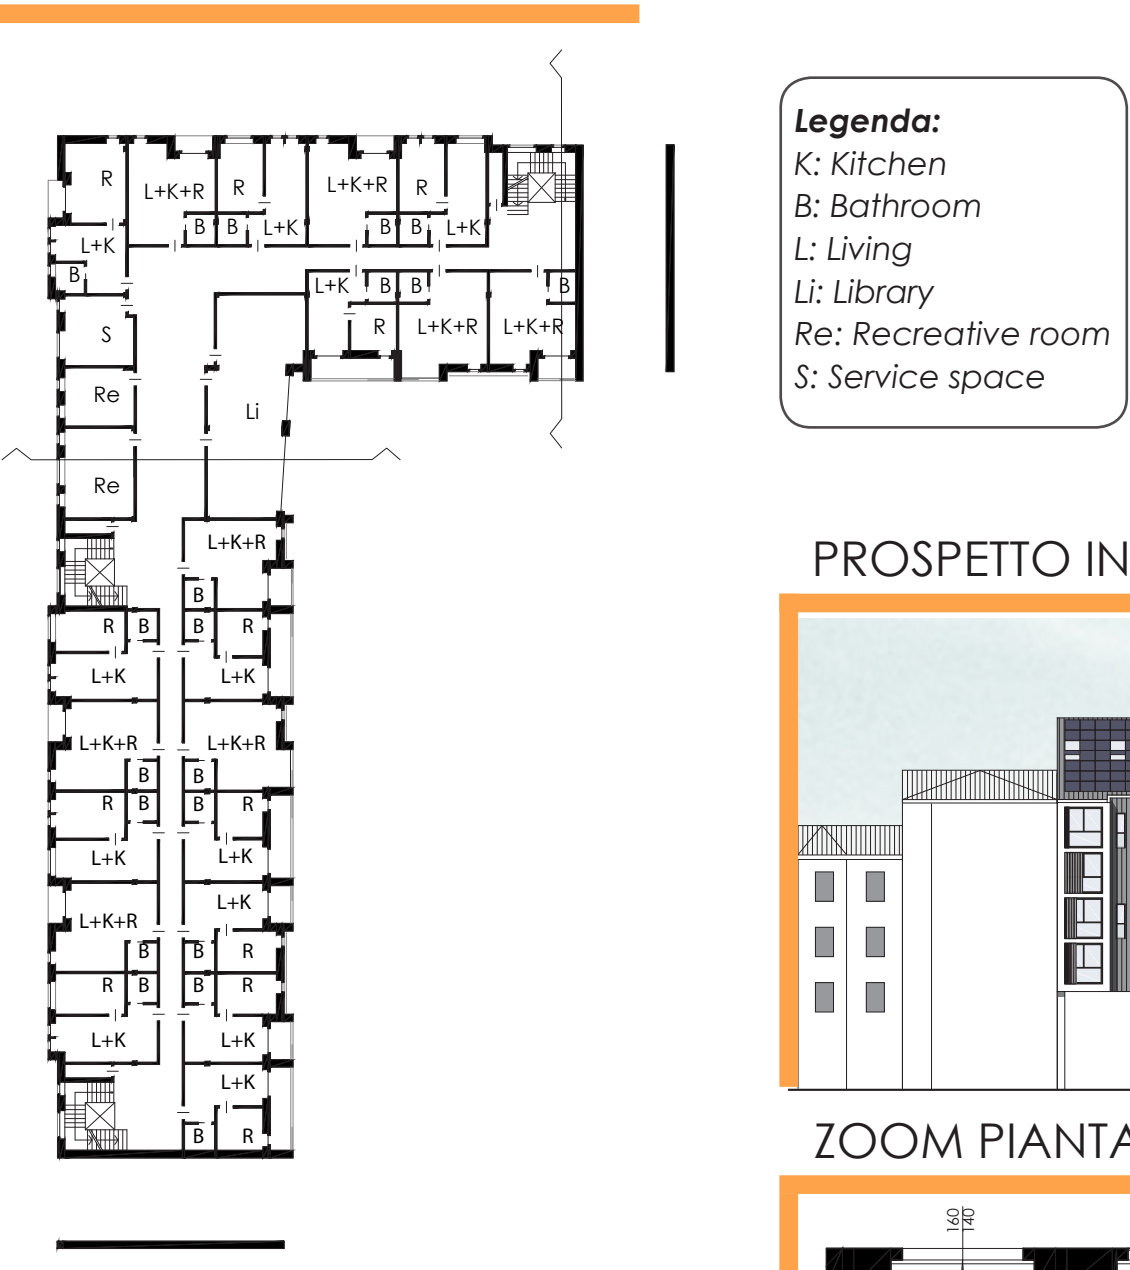 R
L+K+R
R
L+K+R
R
B
B
L+K
B
B
L+K
L+K
B
L+K
B
B
B
S
R
L+K+R
L+K+R
Re
Li
Re
L+K+R
B
R
B
B
R
L+K
L+K
L+K+R
L+K+R
B
B
R
B
B
R
L+K
L+K
L+K
L+K+R
B
B
R
R
B
B
R
L+K
L+K
L+K
B
R
Legenda:
K: Kitchen
B: Bathroom
L: Living
Li: Library
Re: Recreative room
S: Service space
PROSPETTO IN
ZOOM PIANTA
160
140